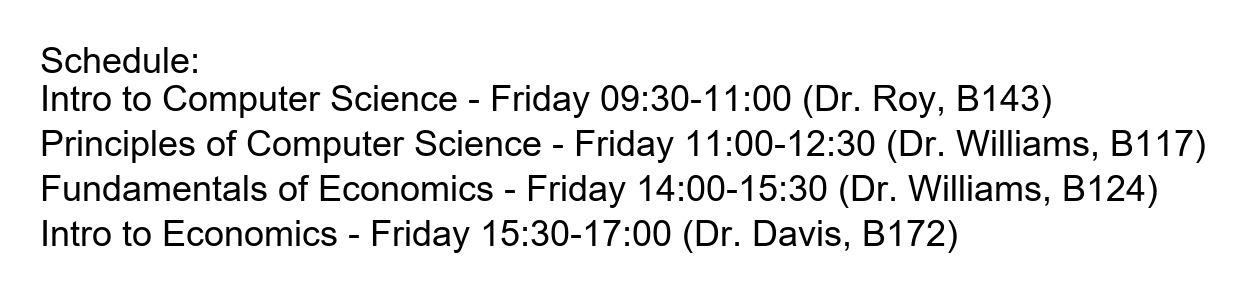 Schedule:
Intro to Computer Science - Friday 09:30-11:00 (Dr. Roy, B143)
Principles of Computer Science - Friday 11:00-12:30 (Dr. Williams, B117)
Fundamentals of Economics - Friday 14:00-15:30 (Dr. Williams, B124)
Intro to Economics - Friday 15:30-17:00 (Dr. Davis, B172)